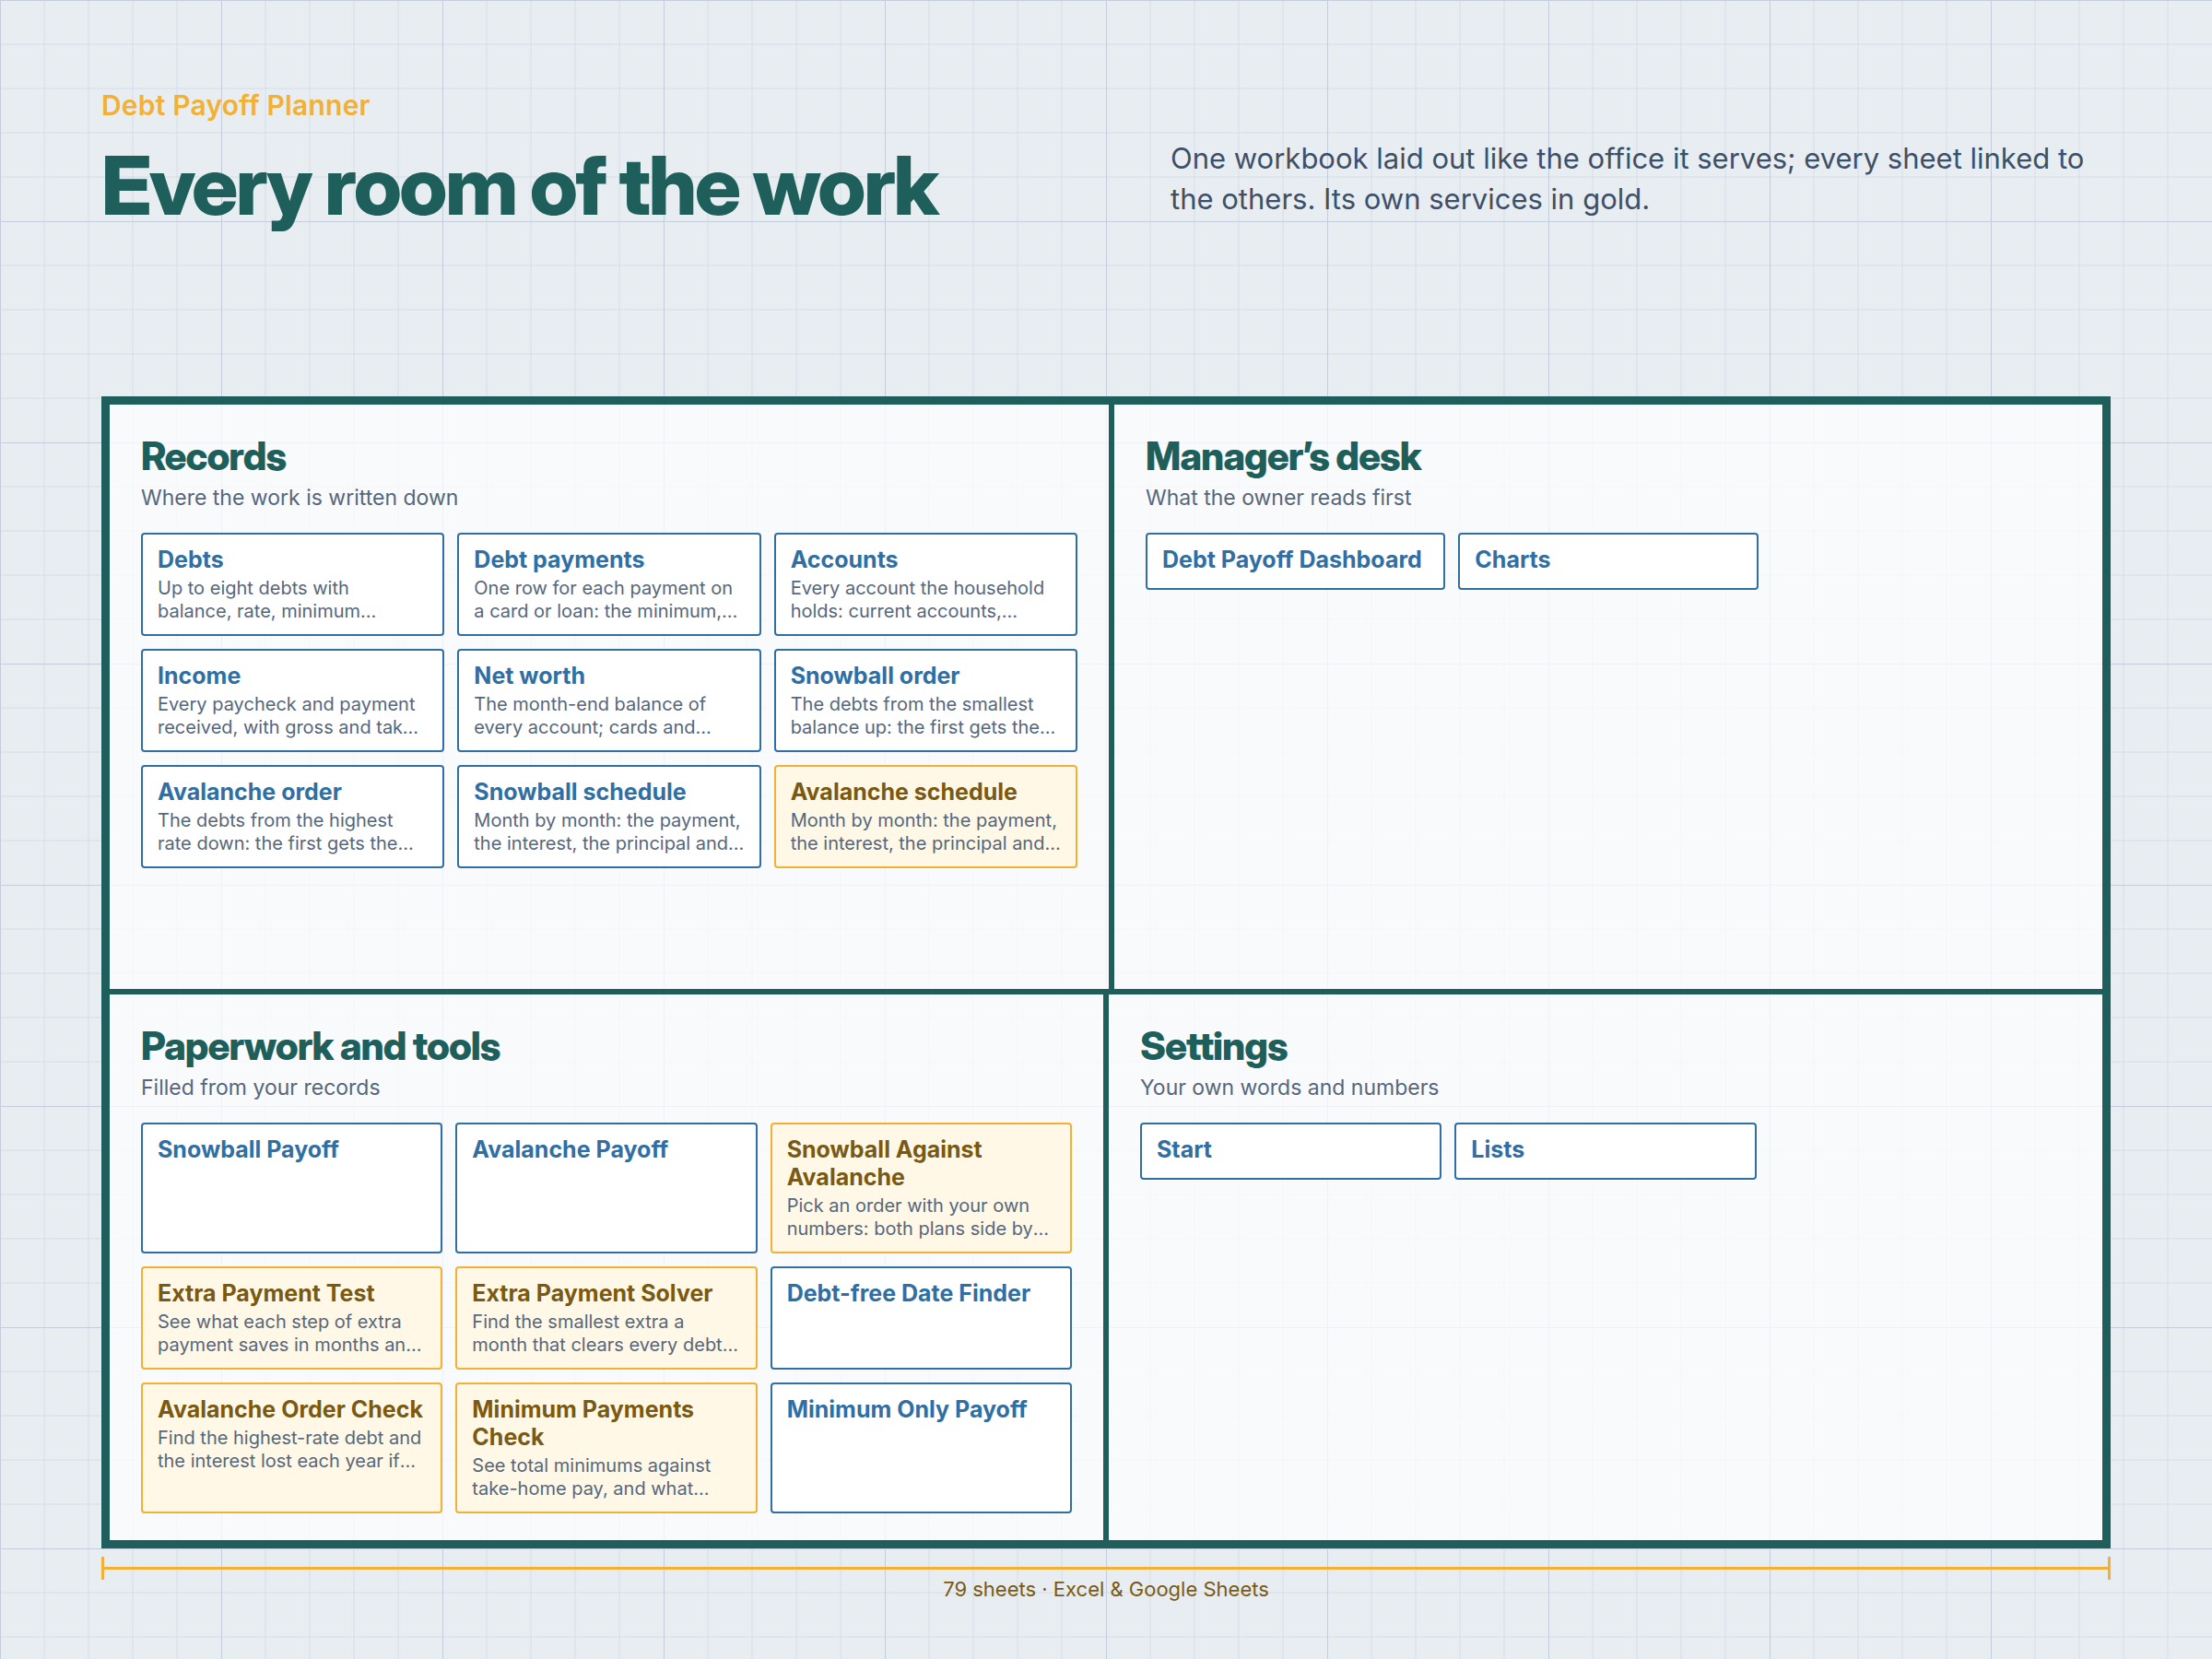 Debt Payoff Planner
Every room of the work
One workbook laid out like the office it serves; every sheet linked to
the others. Its own services in gold.
Records
Where the work is written down
Debts
Up to eight debts with
balance, rate, minimum...
Debt payments
One row for each payment on
a card or loan: the minimum,...
Accounts
Every account the household
holds: current accounts,...
Income
Every paycheck and payment
received, with gross and tak...
Net worth
The month-end balance of
every account; cards and...
Snowball order
The debts from the smallest
balance up: the first gets the...
Avalanche order
The debts from the highest
rate down: the first gets the...
Snowball schedule
Month by month: the payment,
the interest, the principal and...
Avalanche schedule
Month by month: the payment,
the interest, the principal and...
Manager’s desk
What the owner reads first
Debt Payoff Dashboard
Charts
Paperwork and tools
Filled from your records
Snowball Payoff
Avalanche Payoff
Snowball Against
Avalanche
Pick an order with your own
numbers: both plans side by...
Extra Payment Test
See what each step of extra
payment saves in months an...
Extra Payment Solver
Find the smallest extra a
month that clears every debt...
Debt-free Date Finder
Avalanche Order Check
Find the highest-rate debt and
the interest lost each year if...
Minimum Payments
Check
See total minimums against
take-home pay, and what...
Minimum Only Payoff
Settings
Your own words and numbers
Start
Lists
79 sheets · Excel & Google Sheets